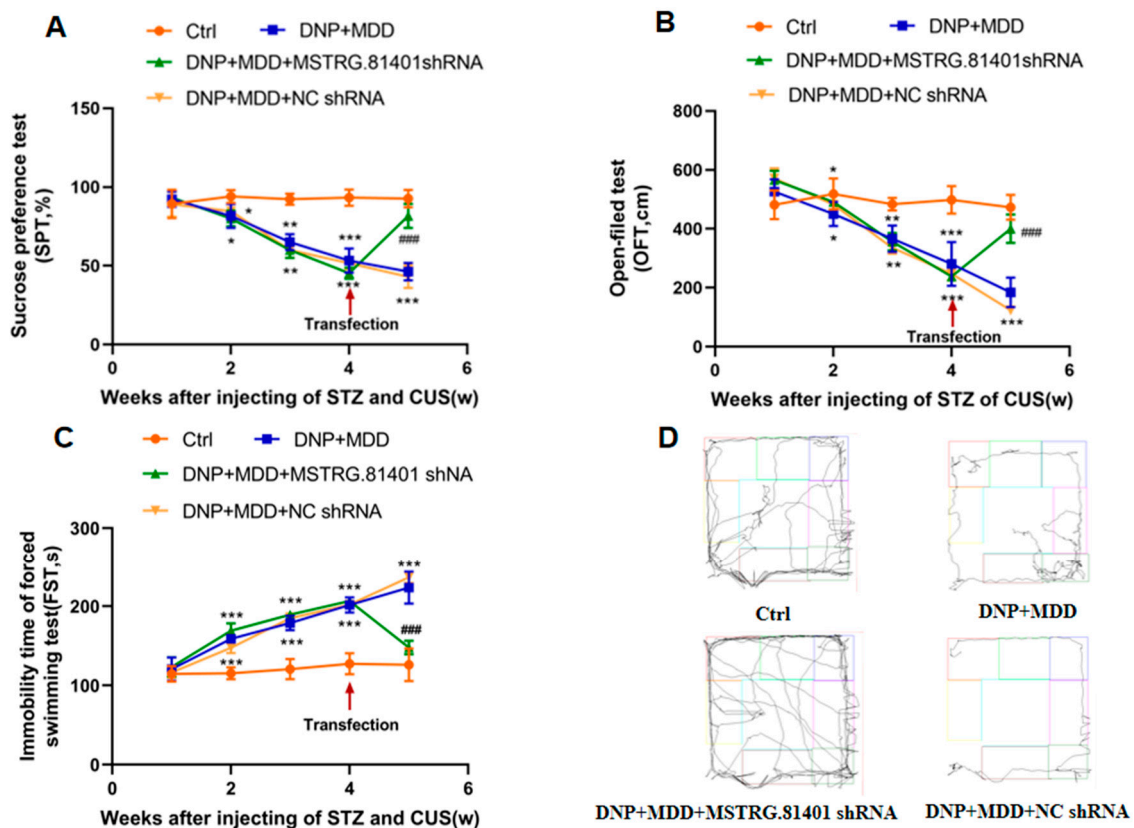 A
Ctrl
DNP+MDD
DNP+MDD+MSTRG.81401shRNA
DNP+MDD+NC shRNA
Sucrose preference test
(SPT,%)
150
100
50
0
*
*
**
**
***
***
###
***
Transfection
0
2
4
6
Weeks after injecting of STZ and CUS(w)
B
Ctrl
DNP+MDD
DNP+MDD+MSTRG.81401shRNA
DNP+MDD+NC shRNA
Open-filed test
(OFT,cm)
800
600
400
200
0
*
*
**
**
***
***
###
***
Transfection
0
2
4
6
Weeks after injecting of STZ of CUS(w)
C
Ctrl
DNP+MDD
DNP+MDD+MSTRG.81401 shNA
DNP+MDD+NC shRNA
Immobility time of forced
swimming test(FST,s)
300
200
100
0
***
***
***
***
***
***
***
###
Transfection
0
2
4
6
Weeks after injecting of STZ and CUS(w)
D
Ctrl
DNP+MDD
DNP+MDD+MSTRG.81401 shRNA
DNP+MDD+NC shRNA